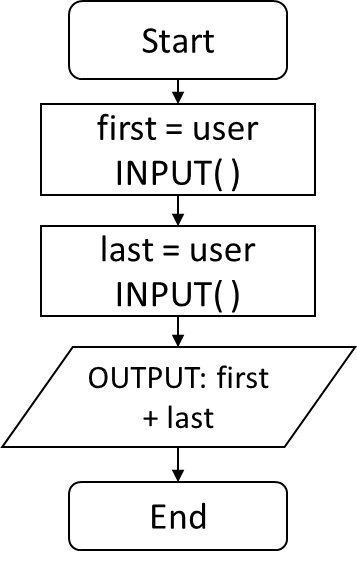 Start
first = user
INPUT( )
last = user
INPUT( )
OUTPUT: first
+ last
End